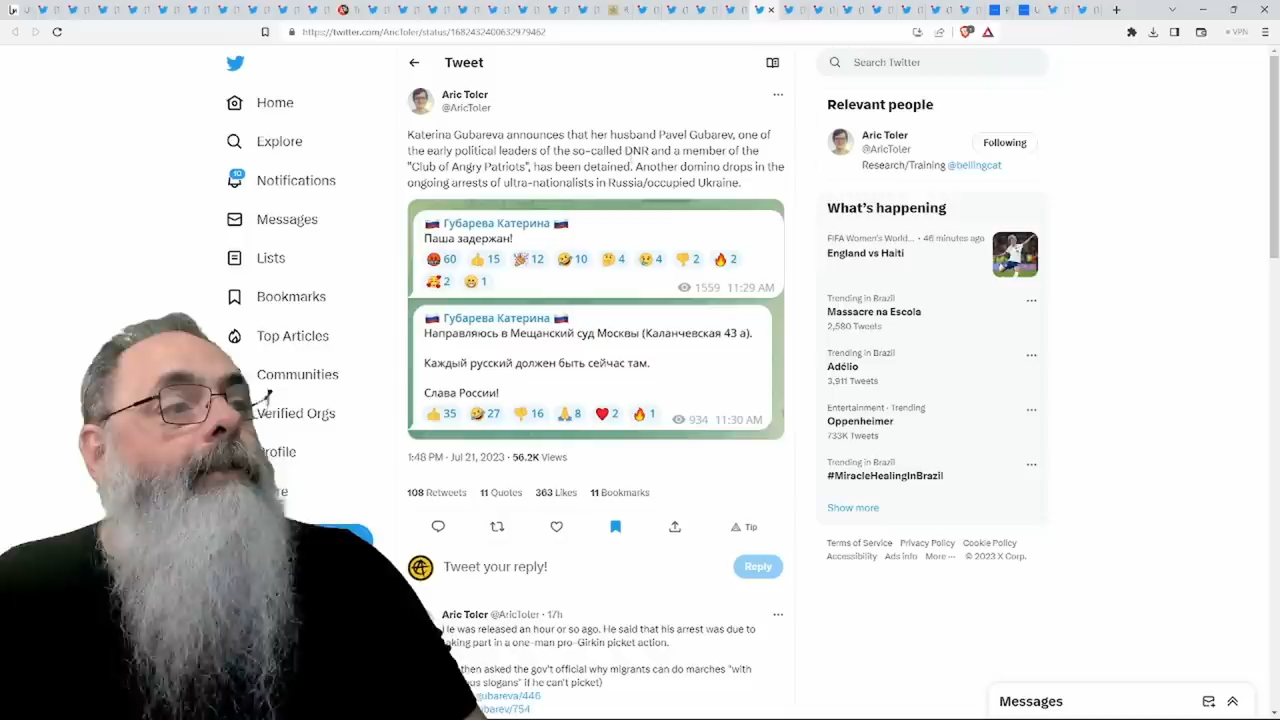 https://twitter.com/AricToler/status/1682432400632979462
VPN
Home
Explore
10
Notifications
Messages
Lists
Bookmarks
Top Articles
Communities
Verified Orgs
Tweet
Aric Toler
@AricToler
Katerina Gubareva announces that her husband Pavel Gubarev, one of
the early political leaders of the so-called DNR and a member of the
"Club of Angry Patriots", has been detained. Another domino drops in the
ongoing arrests of ultra-nationalists in Russia/occupied Ukraine.
Губарева Катерина
Паша задержан!
60 15 12 10 4 4 2 2
2 1
1559 11:29 AM
Губарева Катерина
Направляюсь в Мещанский суд Москвы (Каланчевская 43 а).
Каждый русский должен быть сейчас там.
Слава России!
35 27 16 8 2 1
934 11:30 AM
1:48 PM · Jul 21, 2023 · 56.2K Views
108 Retweets 11 Quotes 363 Likes 11 Bookmarks
Tip
Tweet your reply!
Reply
Aric Toler @AricToler · 17h
He was released an hour or so ago. He said that his arrest was due to
part in a one-man pro-Girkin picket action.
then asked the gov't official why migrants can do marches "with
slogans" if he can't picket)
Search Twitter
Relevant people
Aric Toler
@AricToler
Following
Research/Training @bellingcat
What's happening
FIFA Women's World... · 46 minutes ago
England vs Haiti
Trending in Brazil
Massacre na Escola
2,580 Tweets
Trending in Brazil
Adélio
3,911 Tweets
Entertainment · Trending
Oppenheimer
733K Tweets
Trending in Brazil
#MiracleHealingInBrazil
Show more
Terms of Service Privacy Policy Cookie Policy
Accessibility Ads info More ··· © 2023 X Corp.
Messages